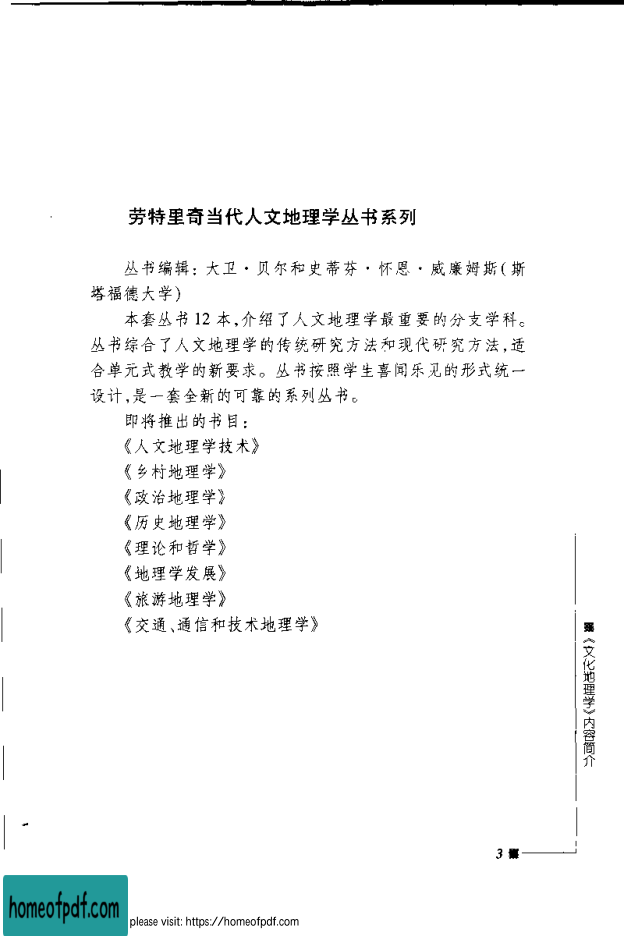 劳特里奇当代人文地理学丛书系列
丛书编辑：大卫·贝尔和史蒂芬·怀恩·威廉姆斯(斯
塔福德大学)
本套丛书12本,介绍了人文地理学最重要的分支学科。
丛书综合了人文地理学的传统研究方法和现代研究方法,适
合单元式教学的新要求。丛书按照学生喜闻乐见的形式统一
设计,是一套全新的可靠的系列丛书。
即将推出的书目：
《人文地理学技术》
《乡村地理学》
《政治地理学》
《历史地理学》
《理论和哲学》
《地理学发展》
《旅游地理学》
《交通、通信和技术地理学》
《文化地理学》内容简介
3
homeofpdf.com
please visit: https://homeofpdf.com